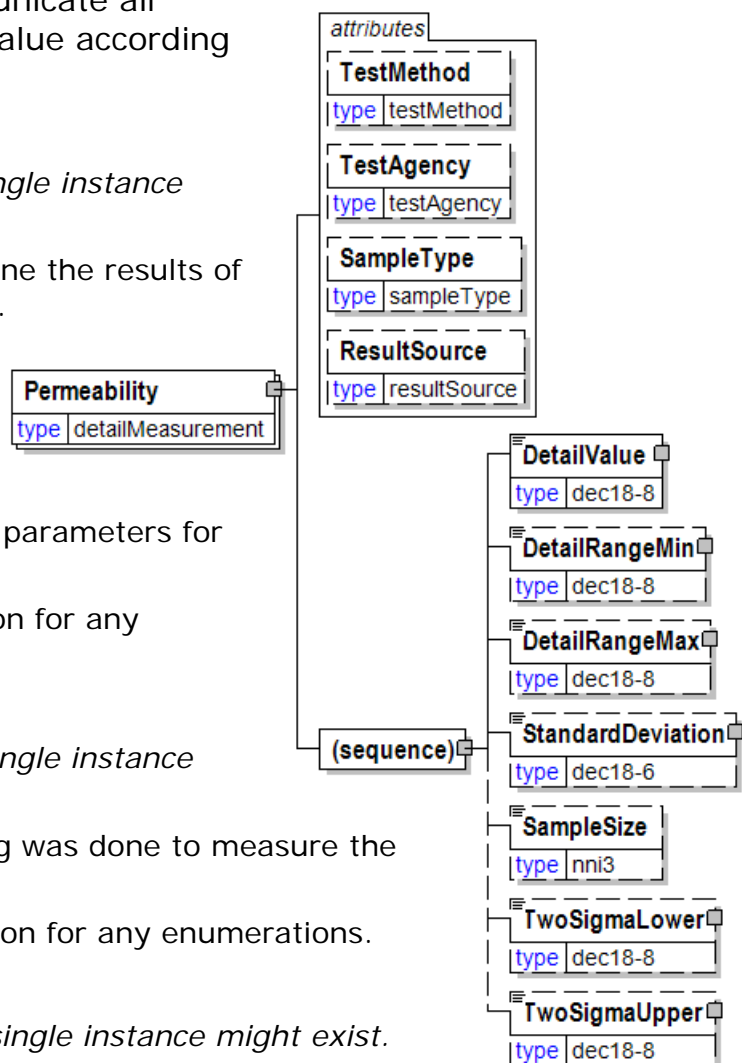 unicate all
alue according
ngle instance
ne the results of
.
parameters for
on for any
ngle instance
g was done to measure the
on for any enumerations.
single instance might exist.
Permeability
type detailMeasurement
attributes
TestMethod
type testMethod
TestAgency
type testAgency
SampleType
type sampleType
ResultSource
type resultSource
(sequence)
DetailValue
type dec18-8
DetailRangeMin
type dec18-8
DetailRangeMax
type dec18-8
StandardDeviation
type dec18-6
SampleSize
type nni3
TwoSigmaLower
type dec18-8
TwoSigmaUpper
type dec18-8